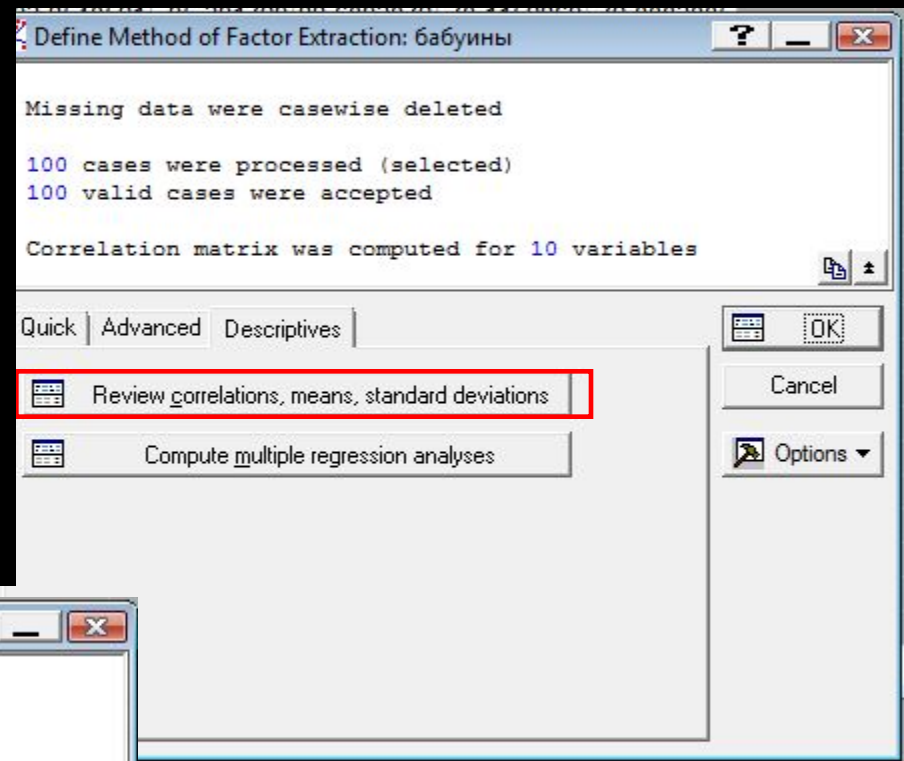 Define Method of Factor Extraction: бабуины
Missing data were casewise deleted
100 cases were processed (selected)
100 valid cases were accepted
Correlation matrix was computed for 10 variables
Quick Advanced Descriptives
OK
Review correlations, means, standard deviations
Cancel
Compute multiple regression analyses
Options